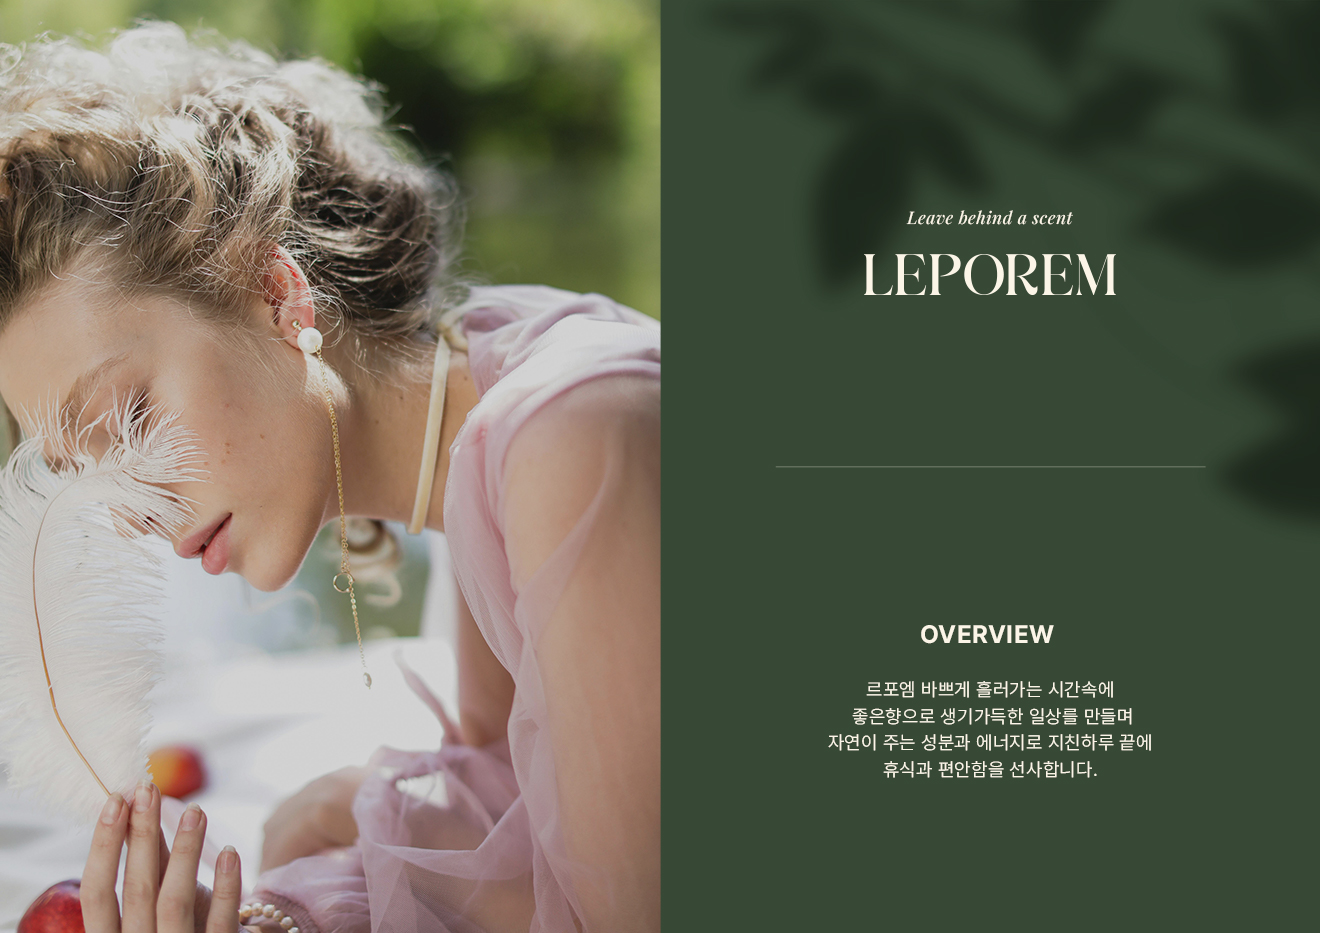 Leave behind a scent
LEPOREM
OVERVIEW
르포엠 바쁘게 흘러가는 시간속에
좋은향으로 생기가득한 일상를 만들며
자연이 주는 성분과 에너지로 지친하루 끝에
휴식과 편안함을 선사합니다.